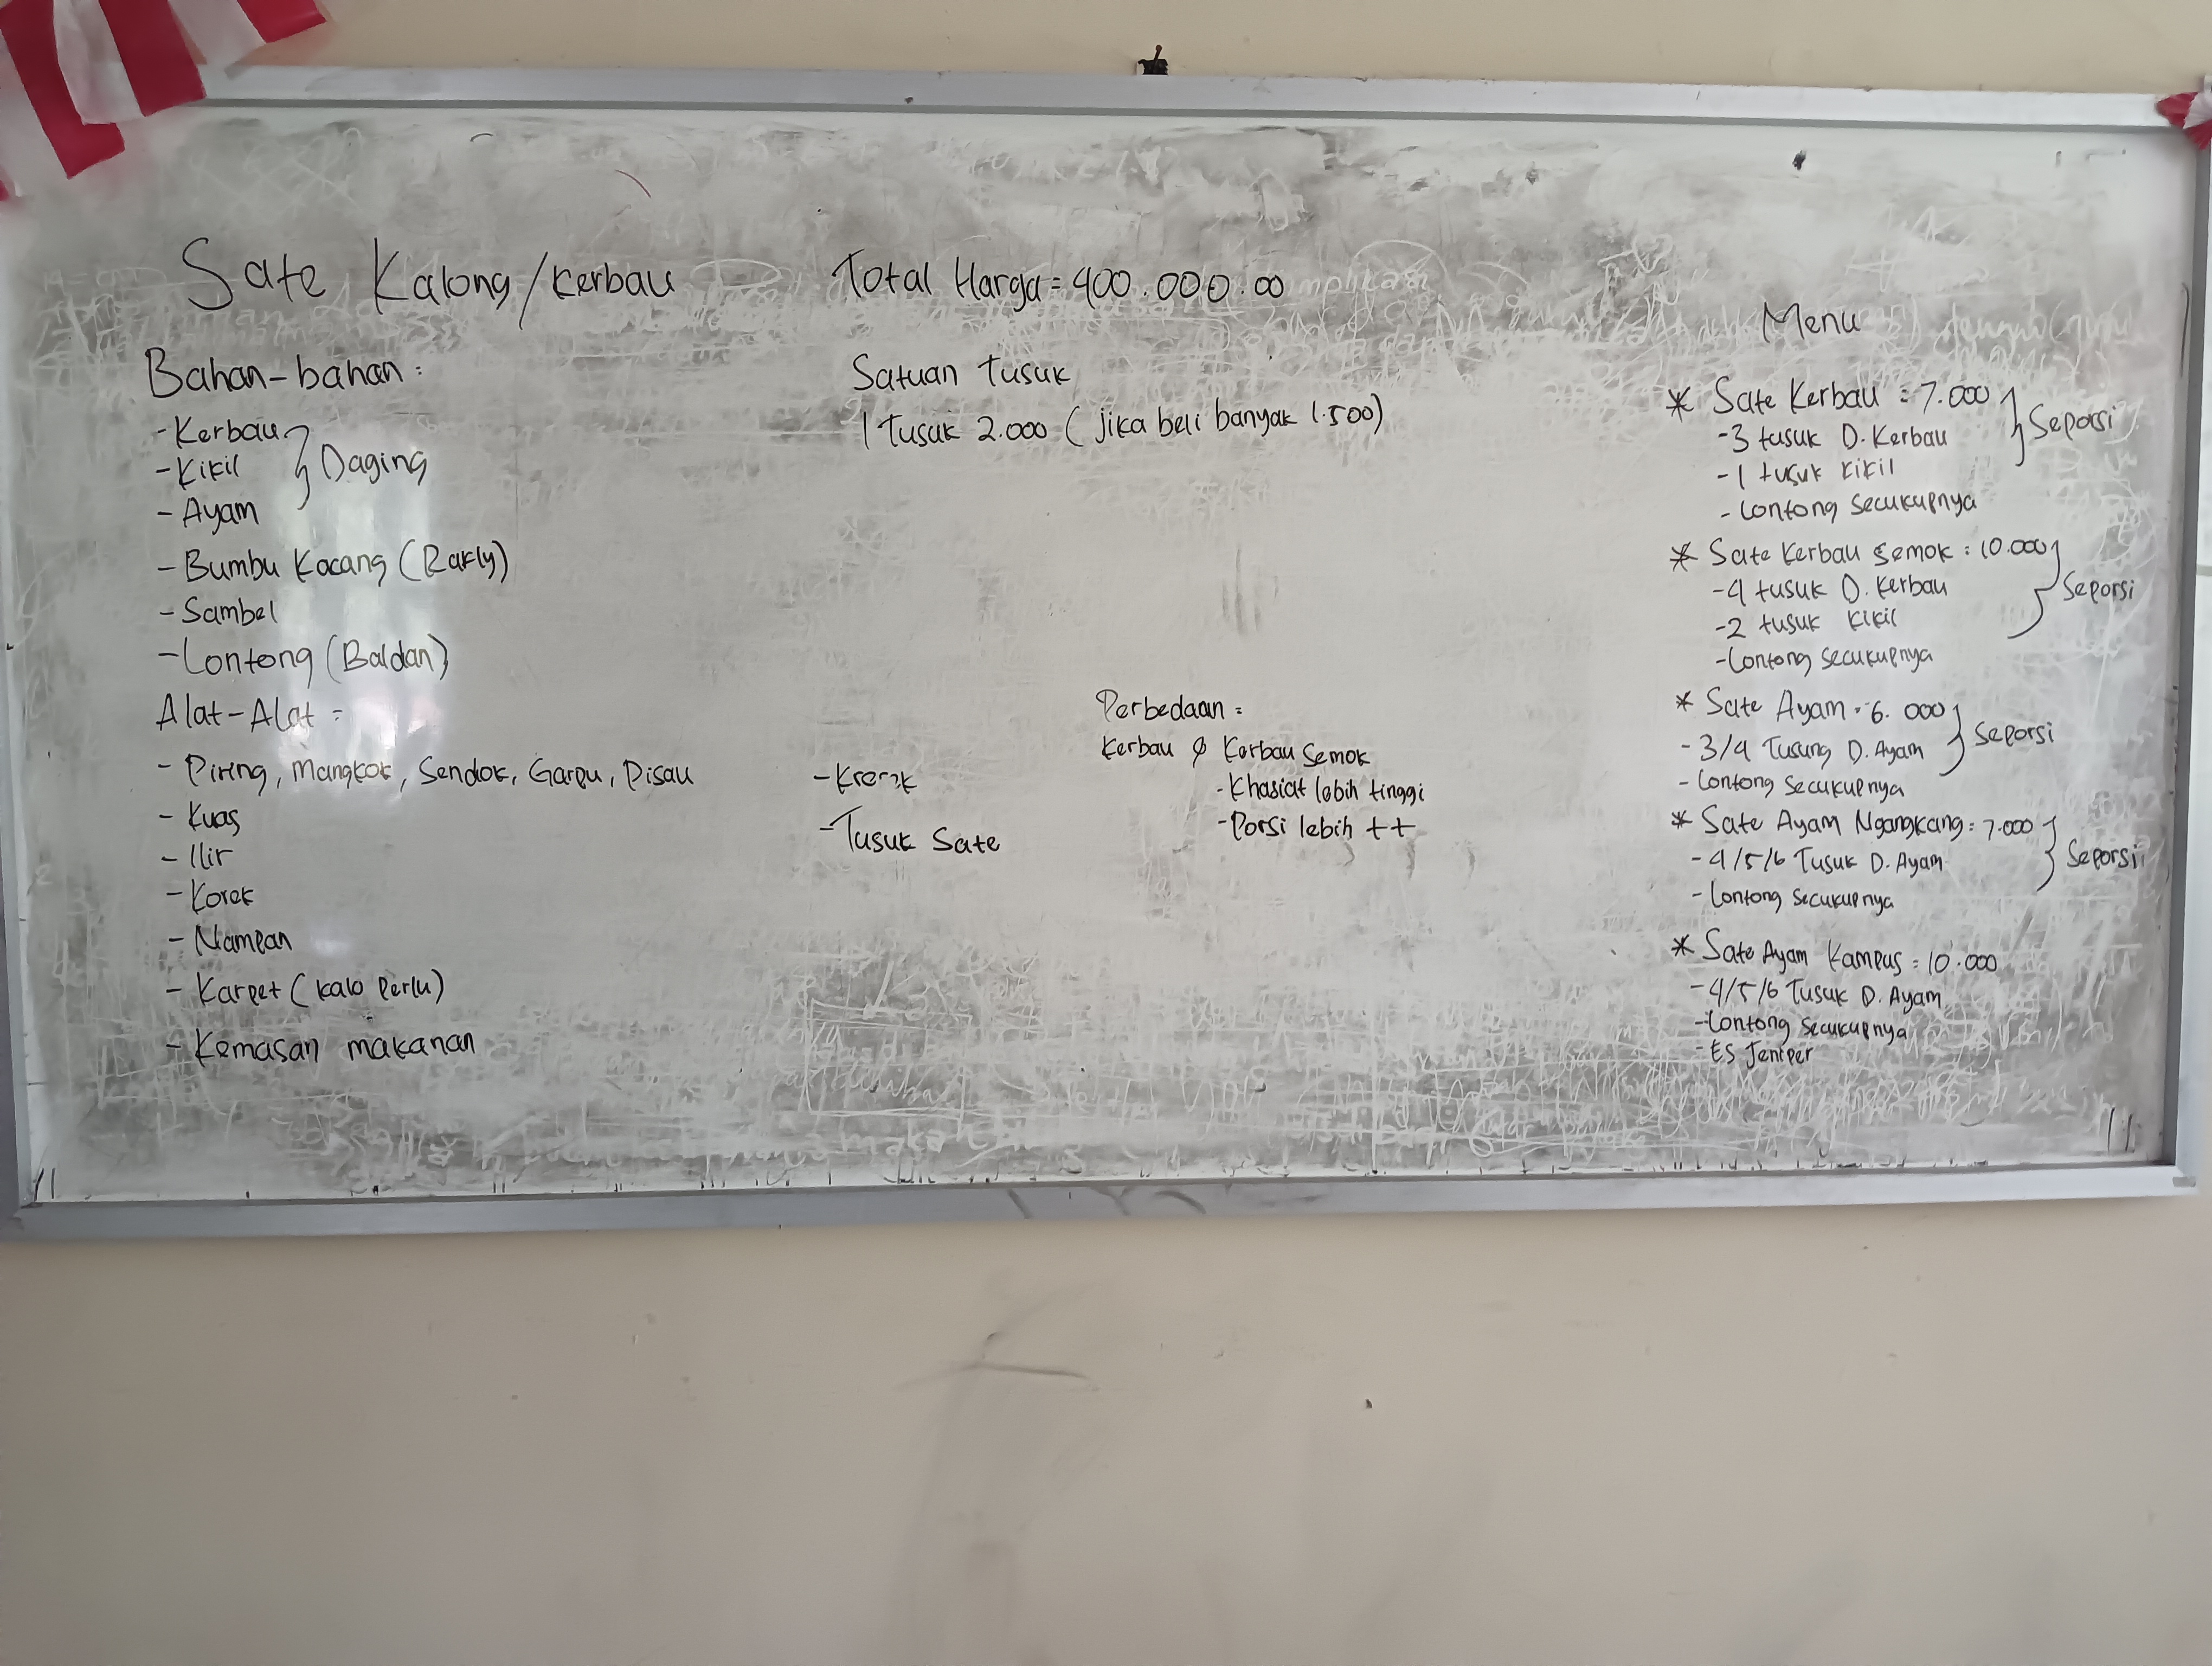 Sate Kalong/Kerbau
Bahan-bahan :
- Kerbau
- Kikil
- Ayam
Daging
- Bumbu Kacang (Rakly)
- Sambel
- Lontong (Baldan)
Alat-Alat =
- Piring, Mangkok, Sendok, Garpu, Pisau
- Kuas
- Ilir
- Korek
- Nampan
- Karpet (kalo Perlu)
- Kemasan makanan
- Kresek
- Tusuk Sate
Total Harga = 400.000.00
Satuan Tusuk
1 Tusuk 2.000 (Jika beli banyak 1.500)
Perbedaan =
Kerbau & Kerbau Semok
- Khasiat lebih tinggi
- Porsi lebih ++
Menu
* Sate Kerbau = 7.000
- 3 tusuk D. Kerbau
- 1 tusuk Kikil
- Lontong Secukupnya
Seporsi
* Sate Kerbau Semok = 10.000
- 4 tusuk D. Kerbau
- 2 tusuk Kikil
- Lontong Secukupnya
Seporsi
* Sate Ayam = 6.000
- 3/4 Tusung D. Ayam
- Lontong Secukupnya
Seporsi
* Sate Ayam Ngangkang = 7.000
- 4/5/6 Tusuk D. Ayam
- Lontong Secukupnya
Seporsi
* Sate Ayam Kampus = 10.000
- 4/5/6 Tusuk D. Ayam
- Lontong Secukupnya
- ES Jeniper